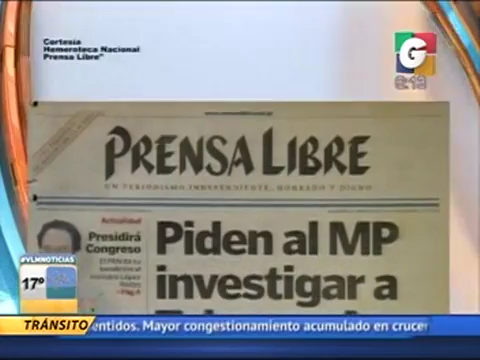 Cortesía
Hemeroteca Nacional
Prensa Libre"
G
8:13
PRENSA LIBRE
UN PERIODISMO INDEPENDIENTE, HONRADO Y DIGNO
Actualidad
Presidirá
Congreso
Piden al MP
investigar a
#VLMNOTICIAS
17º
TRÁNSITO
entidos. Mayor congestionamiento acumulado en crucer